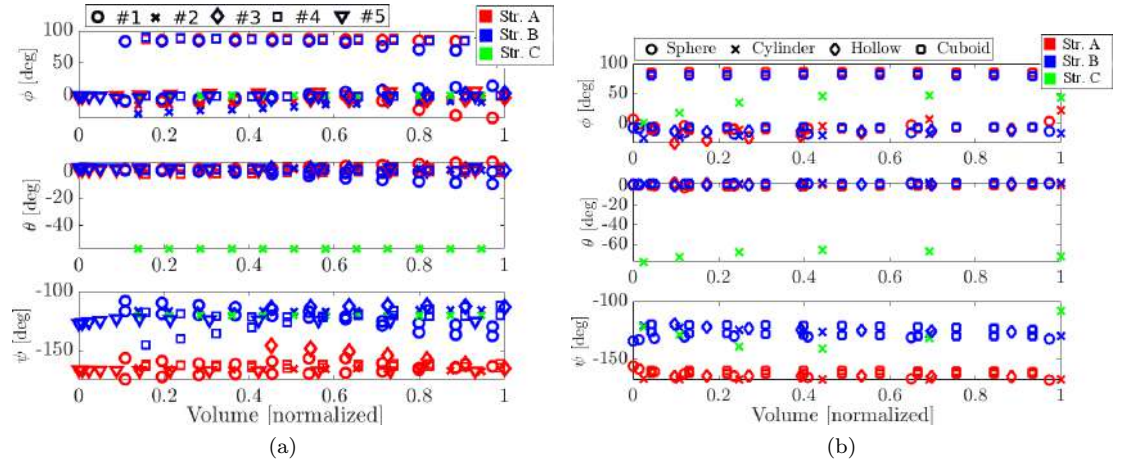 #1 #2 #3 #4 #5
Str. A
Str. B
Str. C
100
50
0
ϕ [deg]
0 0.2 0.4 0.6 0.8 1
0
-20
-40
θ [deg]
0 0.2 0.4 0.6 0.8 1
-100
-150
ψ [deg]
0 0.2 0.4 0.6 0.8 1
Volume [normalized]
(a)
Sphere Cylinder Hollow Cuboid
Str. A
Str. B
Str. C
100
50
0
ϕ [deg]
0 0.2 0.4 0.6 0.8 1
0
-20
-40
-60
θ [deg]
0 0.2 0.4 0.6 0.8 1
-100
-150
ψ [deg]
0 0.2 0.4 0.6 0.8 1
Volume [normalized]
(b)